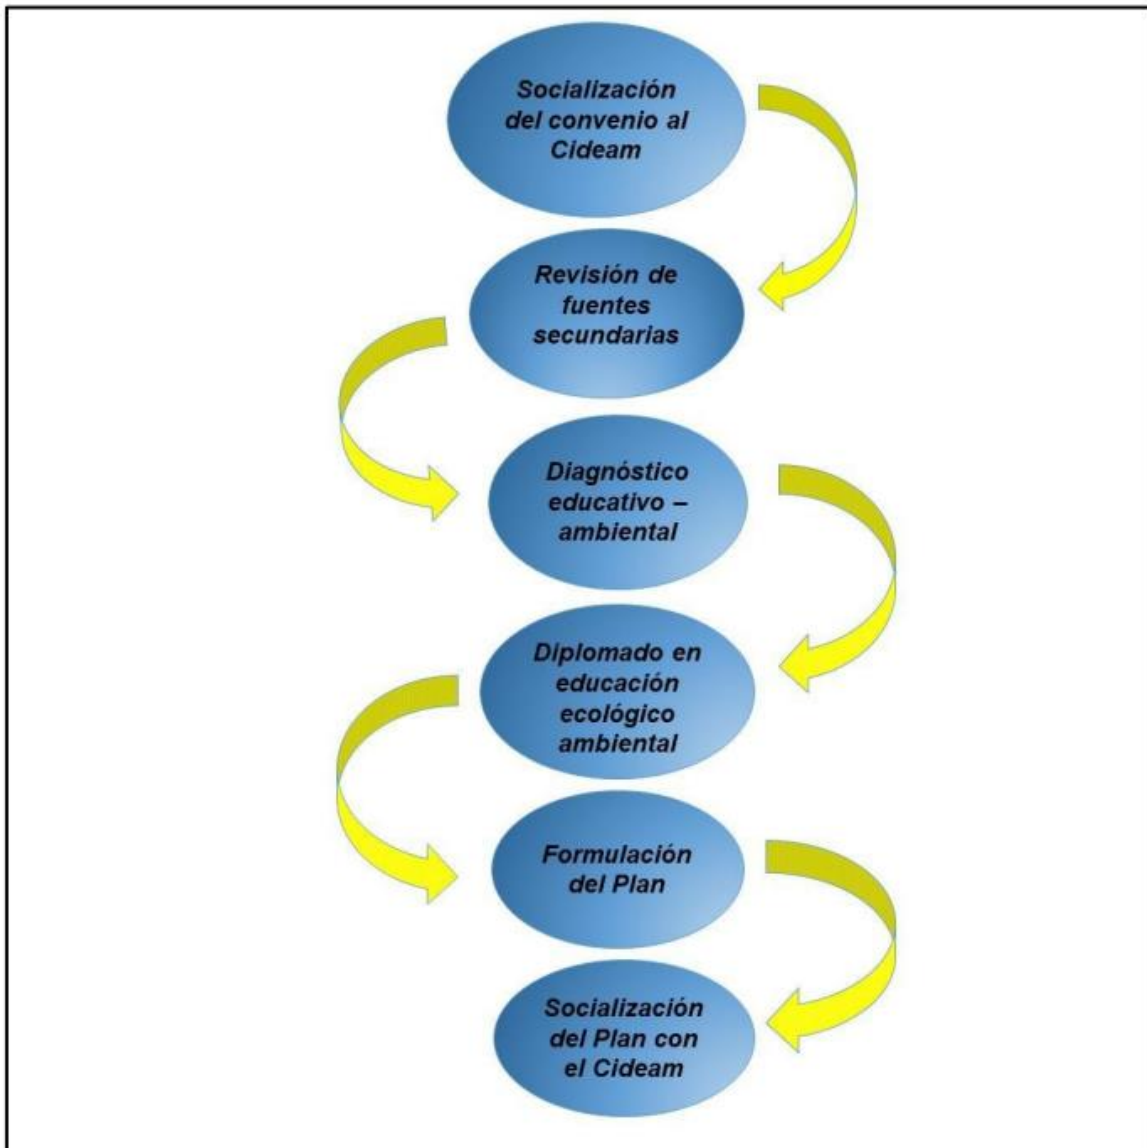 Socialización
del convenio al
Cideam
Revisión de
fuentes
secundarias
Diagnóstico
educativo –
ambiental
Diplomado en
educación
ecológico
ambiental
Formulación
del Plan
Socialización
del Plan con
el Cideam